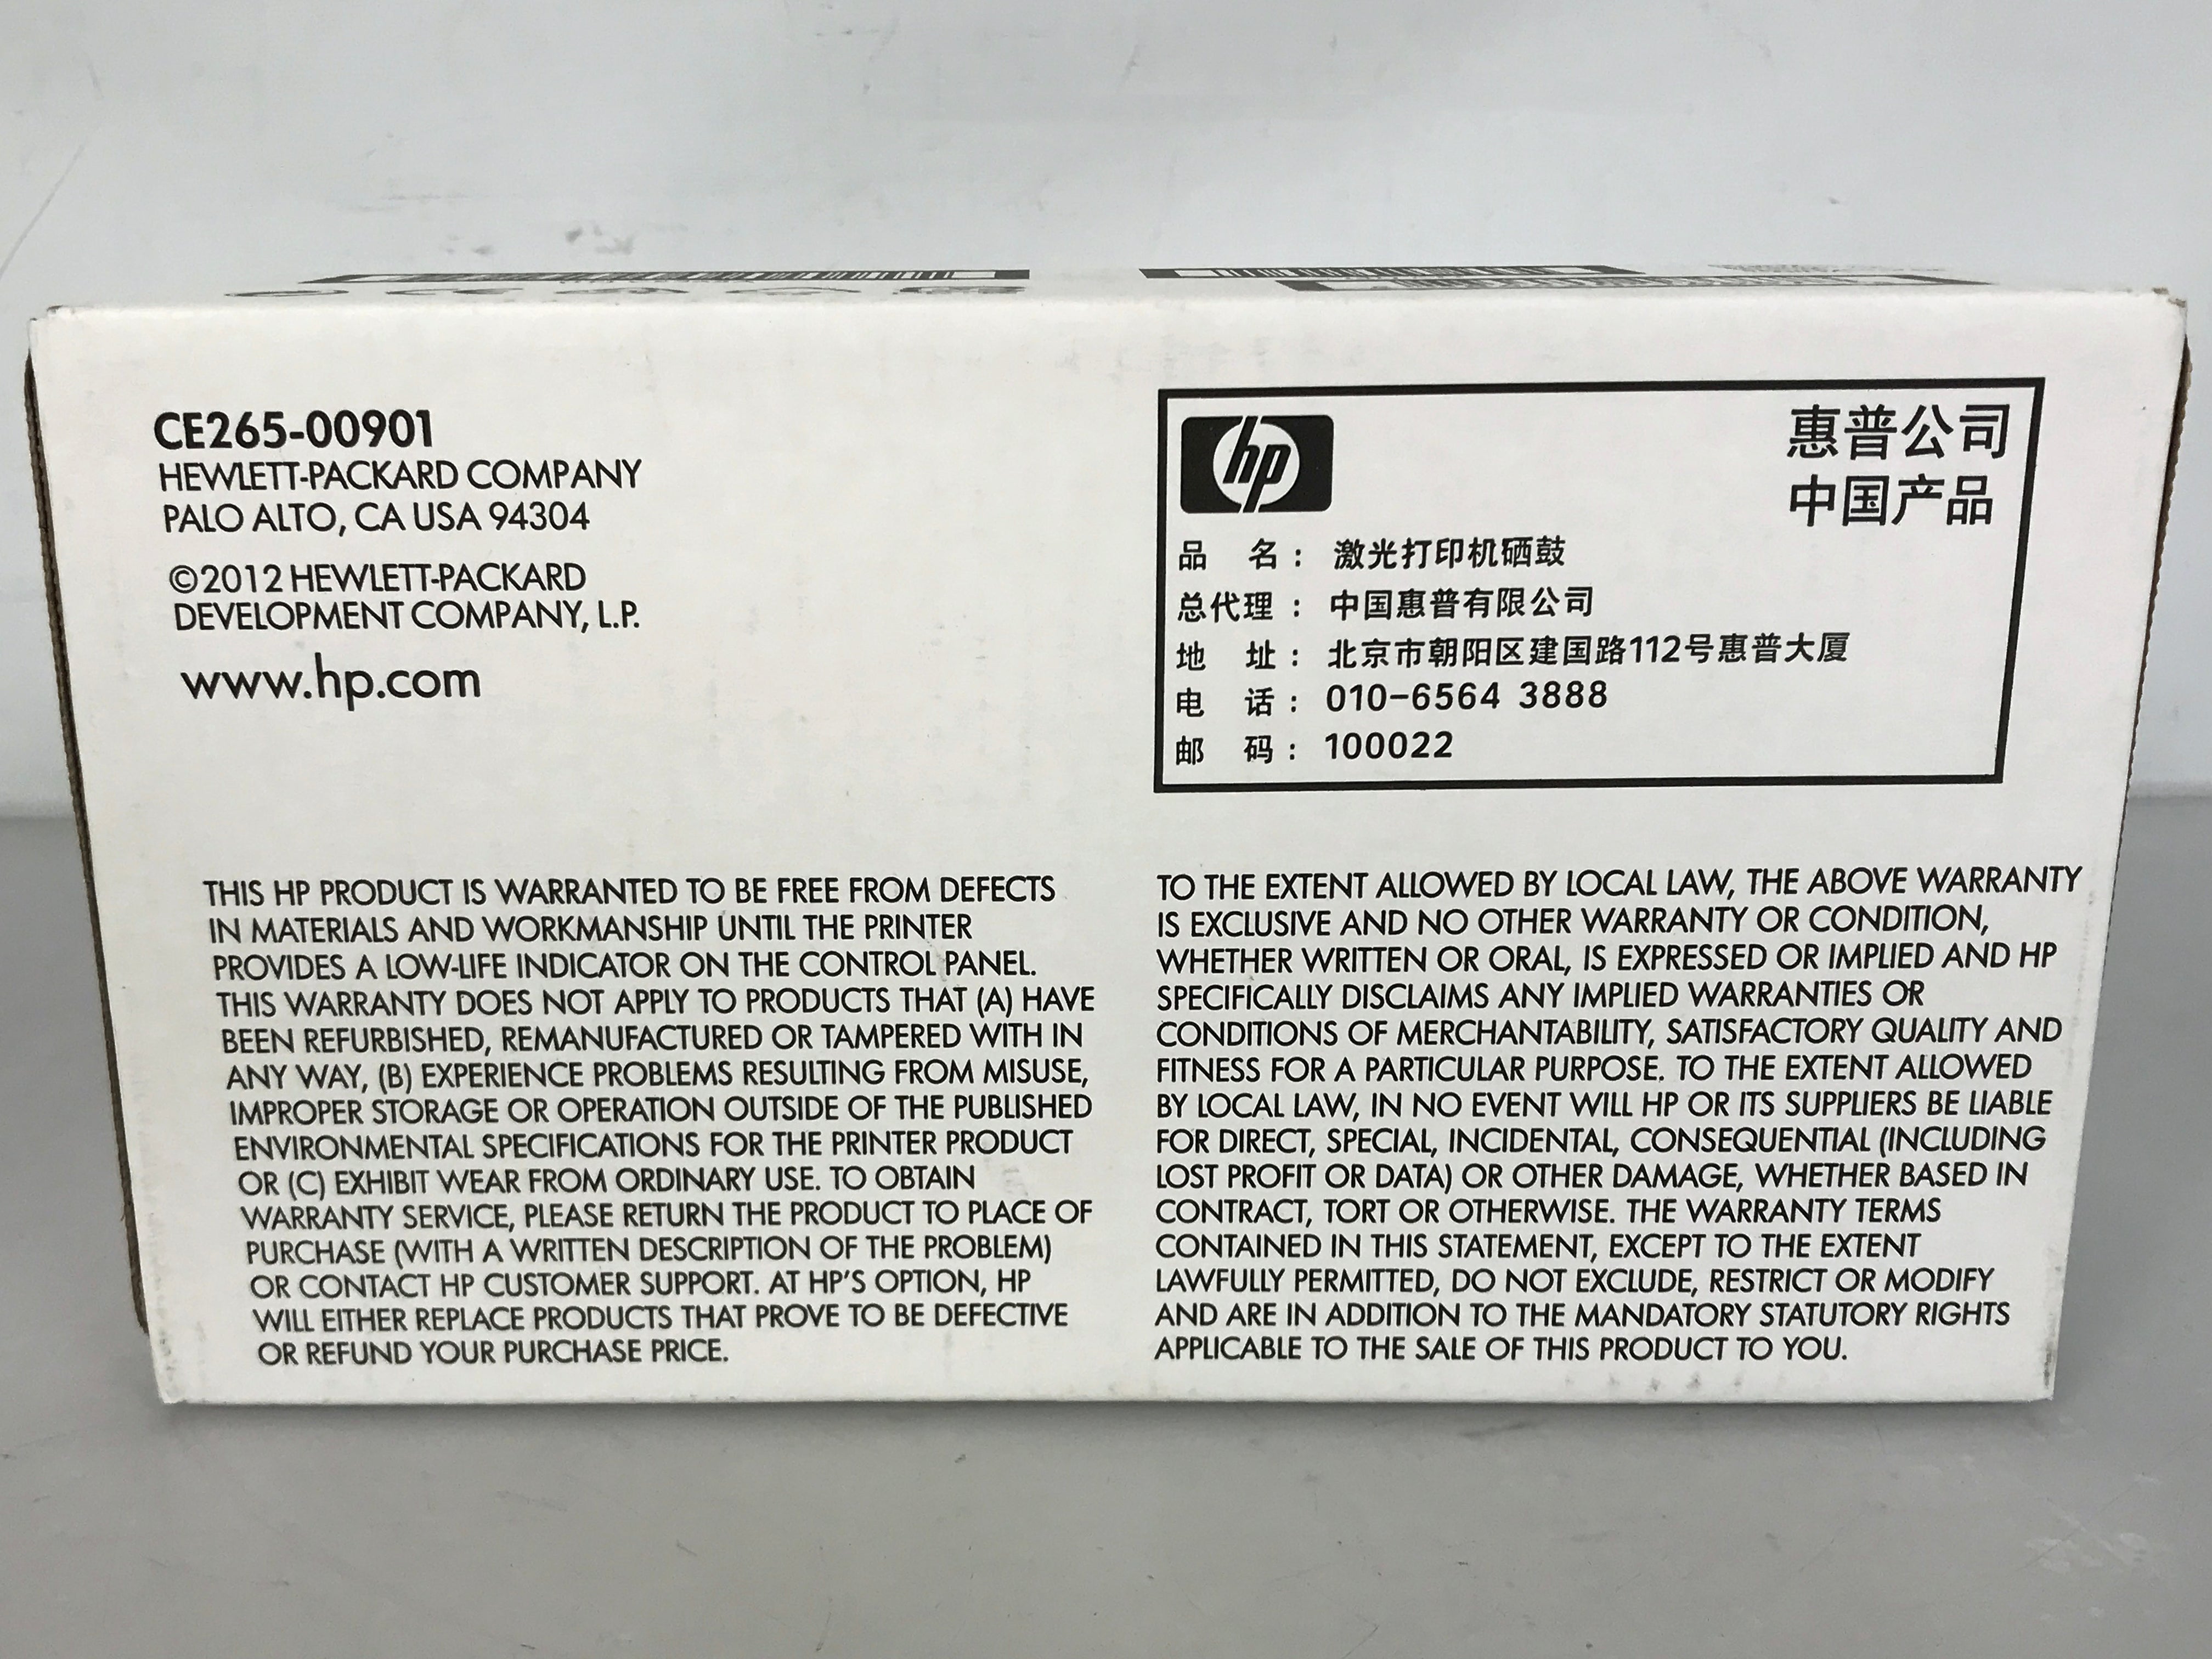 CE265-00901
HEWLETT-PACKARD COMPANY
PALO ALTO, CA USA 94304
©2012 HEWLETT-PACKARD
DEVELOPMENT COMPANY, L.P.
www.hp.com
hp
惠普公司
中国产品
品 名： 激光打印机硒鼓
总代理： 中国惠普有限公司
地 址： 北京市朝阳区建国路112号惠普大厦
电 话： 010-6564 3888
邮 码： 100022
THIS HP PRODUCT IS WARRANTED TO BE FREE FROM DEFECTS
IN MATERIALS AND WORKMANSHIP UNTIL THE PRINTER
PROVIDES A LOW-LIFE INDICATOR ON THE CONTROL PANEL.
THIS WARRANTY DOES NOT APPLY TO PRODUCTS THAT (A) HAVE
BEEN REFURBISHED, REMANUFACTURED OR TAMPERED WITH IN
ANY WAY, (B) EXPERIENCE PROBLEMS RESULTING FROM MISUSE,
IMPROPER STORAGE OR OPERATION OUTSIDE OF THE PUBLISHED
ENVIRONMENTAL SPECIFICATIONS FOR THE PRINTER PRODUCT
OR (C) EXHIBIT WEAR FROM ORDINARY USE. TO OBTAIN
WARRANTY SERVICE, PLEASE RETURN THE PRODUCT TO PLACE OF
PURCHASE (WITH A WRITTEN DESCRIPTION OF THE PROBLEM)
OR CONTACT HP CUSTOMER SUPPORT. AT HP'S OPTION, HP
WILL EITHER REPLACE PRODUCTS THAT PROVE TO BE DEFECTIVE
OR REFUND YOUR PURCHASE PRICE.
TO THE EXTENT ALLOWED BY LOCAL LAW, THE ABOVE WARRANTY
IS EXCLUSIVE AND NO OTHER WARRANTY OR CONDITION,
WHETHER WRITTEN OR ORAL, IS EXPRESSED OR IMPLIED AND HP
SPECIFICALLY DISCLAIMS ANY IMPLIED WARRANTIES OR
CONDITIONS OF MERCHANTABILITY, SATISFACTORY QUALITY AND
FITNESS FOR A PARTICULAR PURPOSE. TO THE EXTENT ALLOWED
BY LOCAL LAW, IN NO EVENT WILL HP OR ITS SUPPLIERS BE LIABLE
FOR DIRECT, SPECIAL, INCIDENTAL, CONSEQUENTIAL (INCLUDING
LOST PROFIT OR DATA) OR OTHER DAMAGE, WHETHER BASED IN
CONTRACT, TORT OR OTHERWISE. THE WARRANTY TERMS
CONTAINED IN THIS STATEMENT, EXCEPT TO THE EXTENT
LAWFULLY PERMITTED, DO NOT EXCLUDE, RESTRICT OR MODIFY
AND ARE IN ADDITION TO THE MANDATORY STATUTORY RIGHTS
APPLICABLE TO THE SALE OF THIS PRODUCT TO YOU.